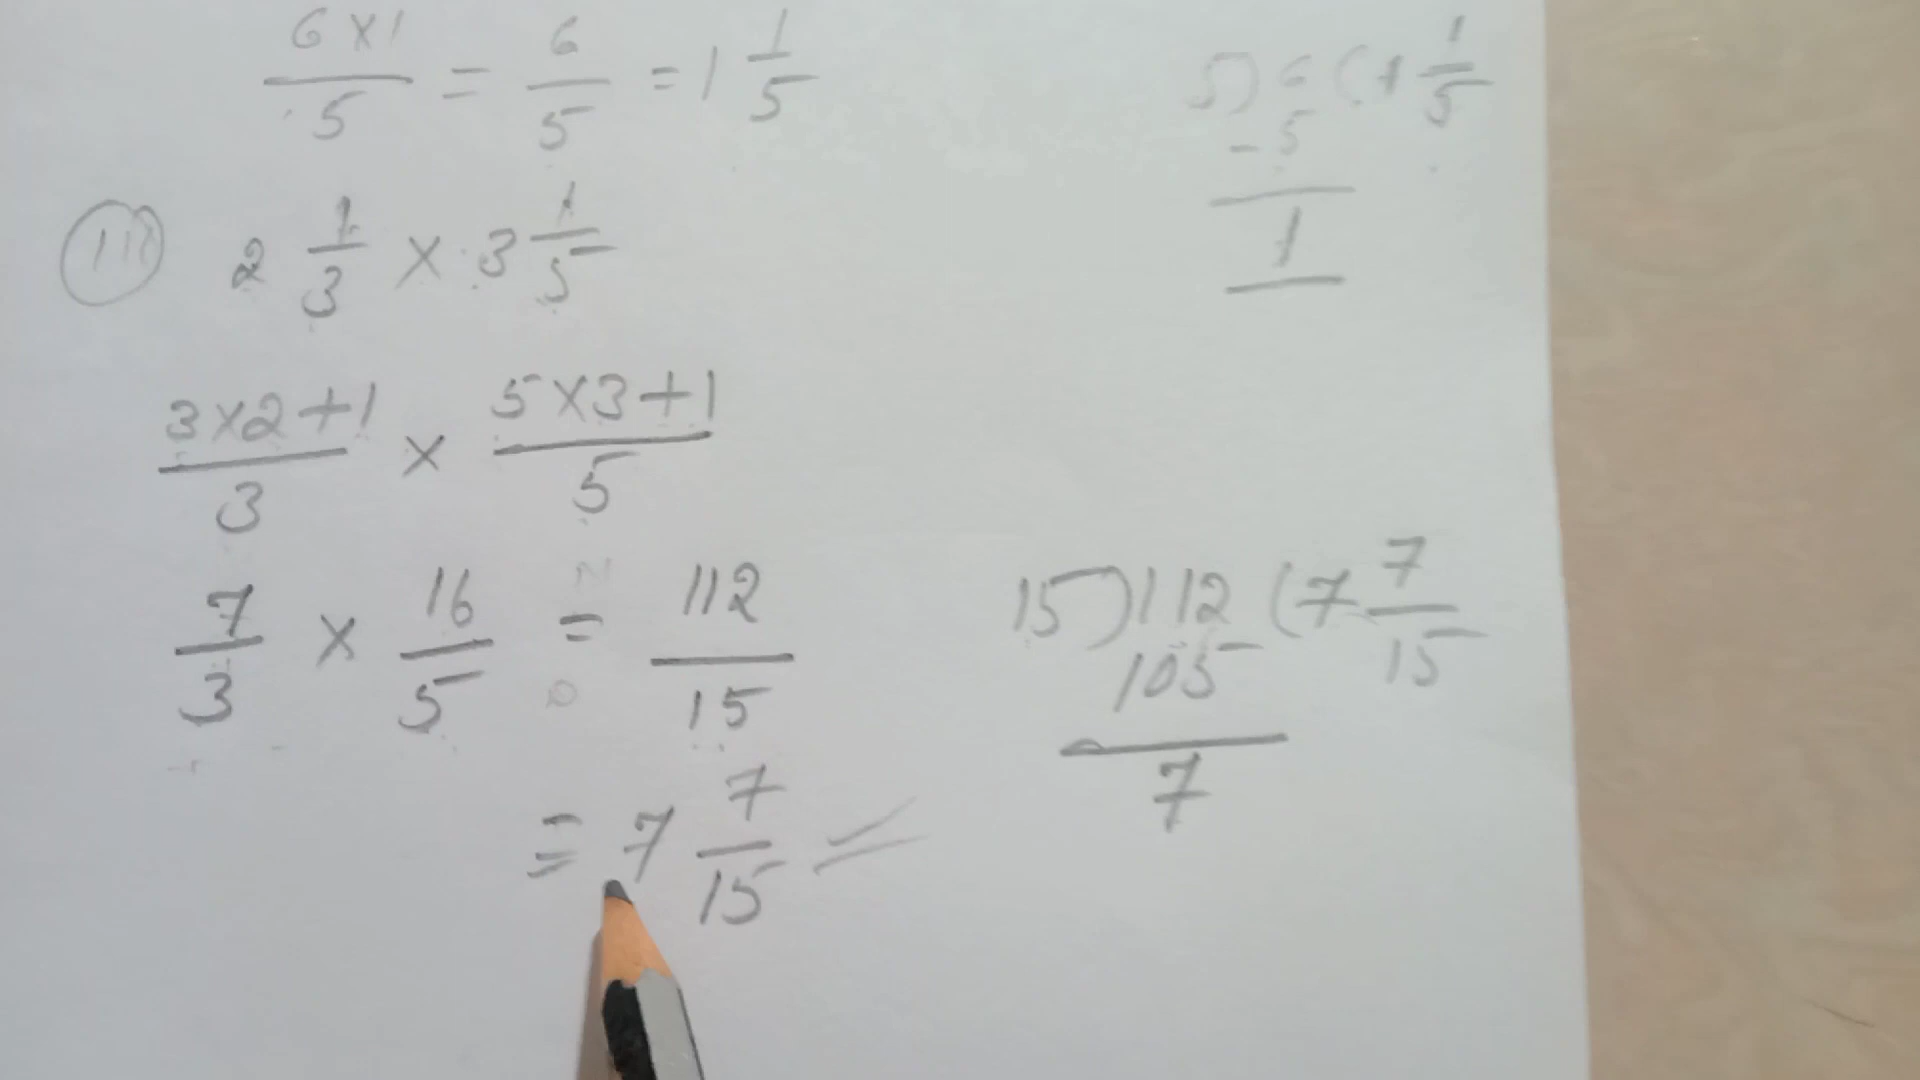 6×1/5 = 6/5 = 1 1/5
5) 6 (1 1/5
- 5
1
(iii) 2 1/3 × 3 1/5
3×2+1/3 × 5×3+1/5
7/3 × 16/5 = 112/15
15) 112 (7 7/15
105
7
= 7 7/15